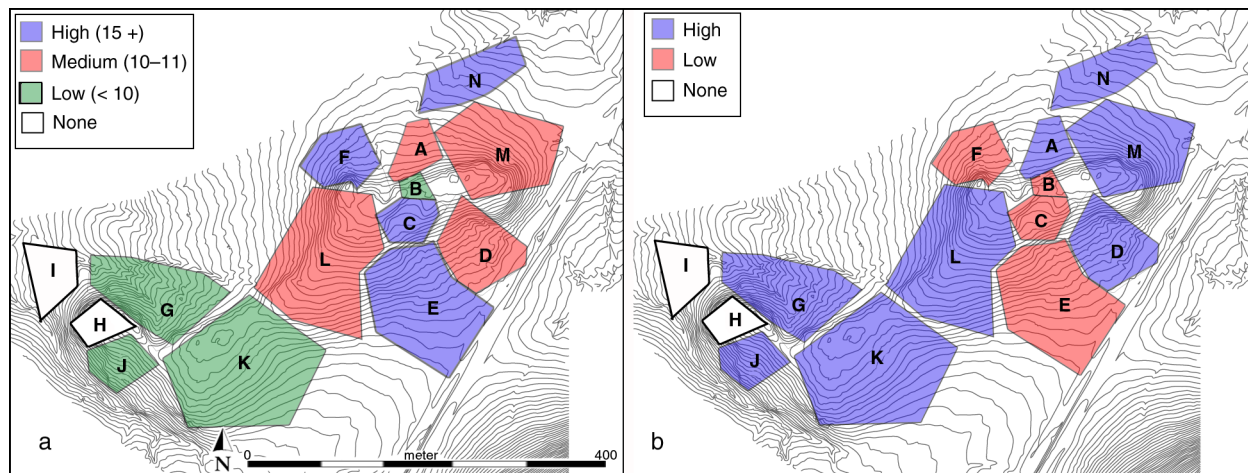 High (15 +)
Medium (10–11)
Low (< 10)
None
N
F
A
M
B
C
D
L
I
G
E
H
J
K
a
N
0
meter
400
High
Low
None
N
F
A
M
B
C
D
L
I
G
E
H
J
K
b